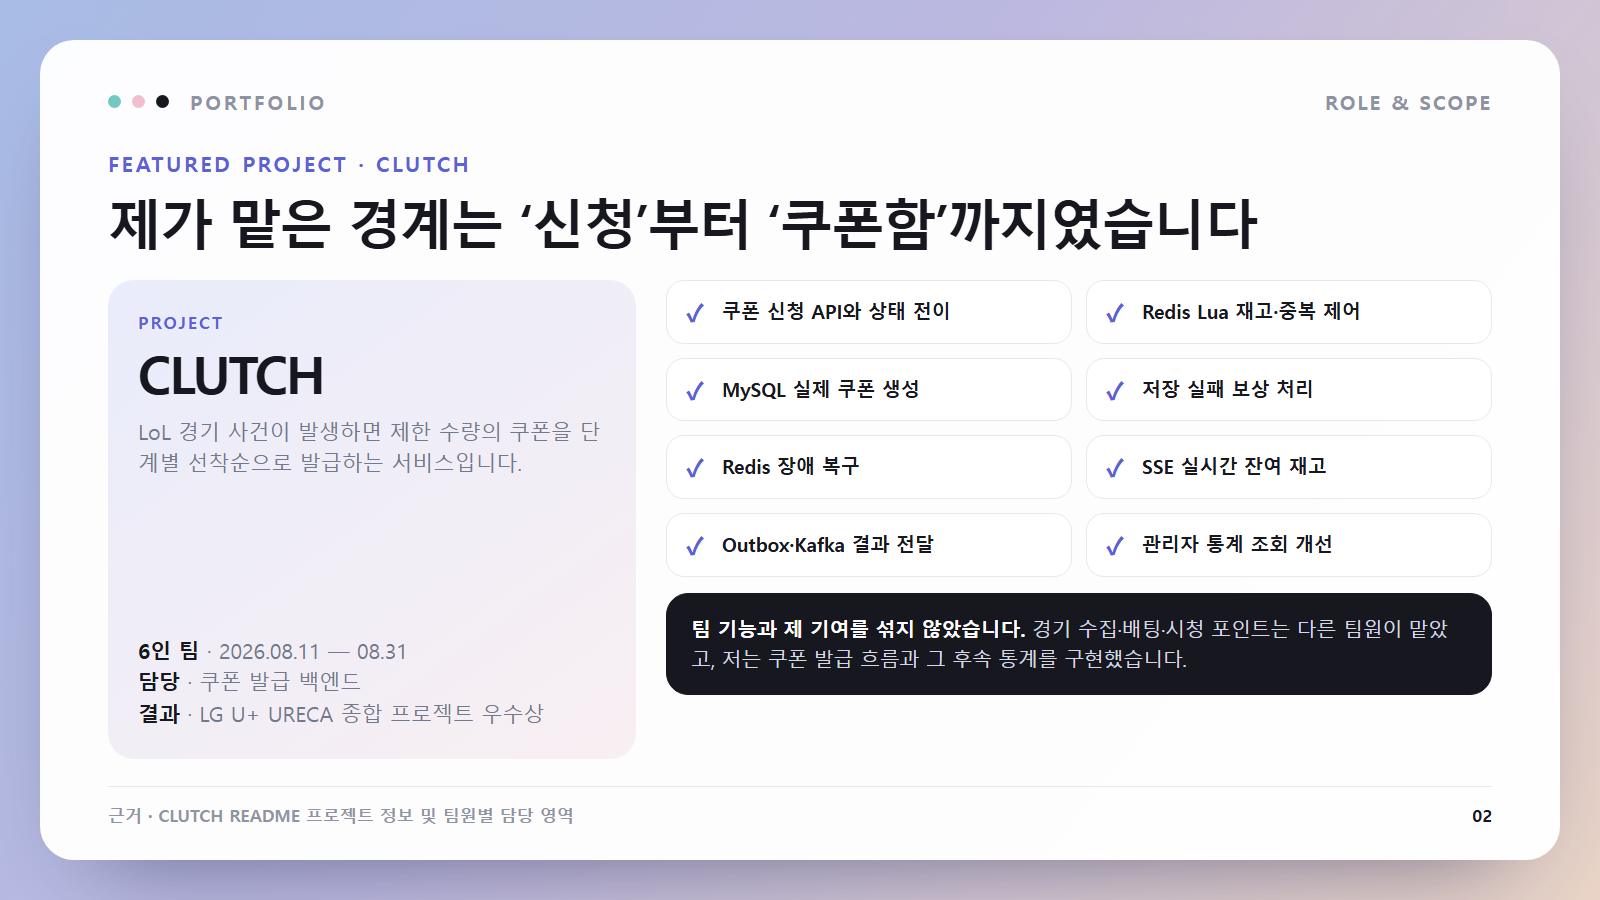 PORTFOLIO
ROLE & SCOPE
FEATURED PROJECT · CLUTCH
제가 맡은 경계는 ‘신청’부터 ‘쿠폰함’까지였습니다
PROJECT
CLUTCH
LoL 경기 사건이 발생하면 제한 수량의 쿠폰을 단
계별 선착순으로 발급하는 서비스입니다.
6인 팀 · 2026.08.11 — 08.31
담당 · 쿠폰 발급 백엔드
결과 · LG U+ URECA 종합 프로젝트 우수상
✓ 쿠폰 신청 API와 상태 전이
✓ Redis Lua 재고·중복 제어
✓ MySQL 실제 쿠폰 생성
✓ 저장 실패 보상 처리
✓ Redis 장애 복구
✓ SSE 실시간 잔여 재고
✓ Outbox·Kafka 결과 전달
✓ 관리자 통계 조회 개선
팀 기능과 제 기여를 섞지 않았습니다. 경기 수집·배팅·시청 포인트는 다른 팀원이 맡았
고, 저는 쿠폰 발급 흐름과 그 후속 통계를 구현했습니다.
근거 · CLUTCH README 프로젝트 정보 및 팀원별 담당 영역
02